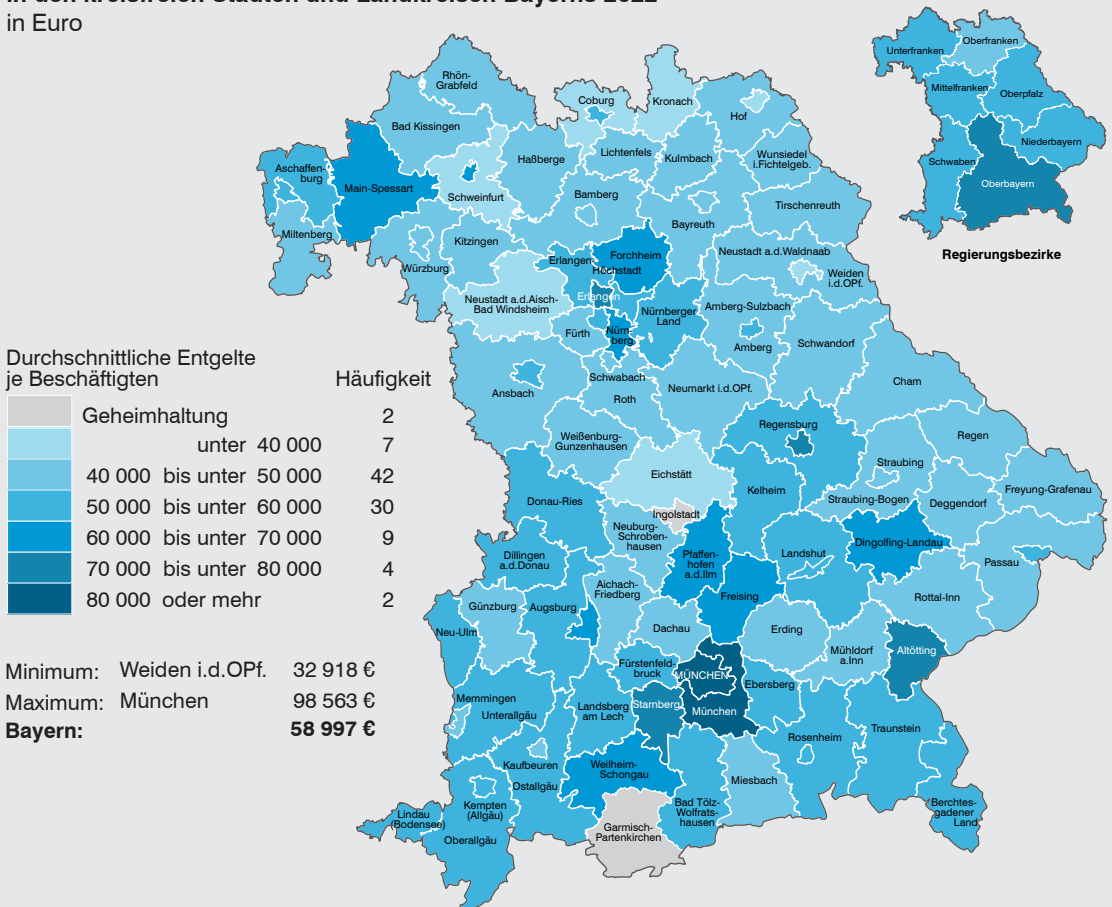 in den kreisfreien Städten und Landkreisen Bayerns 2022
in Euro
Unterfranken
Oberfranken
Mittelfranken
Oberpfalz
Niederbayern
Schwaben
Oberbayern
Regierungsbezirke
Rhön-
Grabfeld
Coburg
Kronach
Hof
Bad Kissingen
Haßberge
Lichtenfels
Kulmbach
Wunsiedel
i.Fichtelgeb.
Aschaffen-
burg
Main-Spessart
Schweinfurt
Bamberg
Bayreuth
Tirschenreuth
Miltenberg
Würzburg
Kitzingen
Erlangen
Höchstadt
Forchheim
Neustadt a.d.Waldnaab
Weiden
i.d.OPf.
Neustadt a.d.Aisch-
Bad Windsheim
Erlangen
Fürth
Nürn-
berg
Nürnberger
Land
Amberg-Sulzbach
Amberg
Schwandorf
Ansbach
Schwabach
Roth
Neumarkt i.d.OPf.
Cham
Weißenburg-
Gunzenhausen
Regensburg
Regen
Eichstätt
Straubing
Donau-Ries
Kelheim
Straubing-Bogen
Deggendorf
Freyung-Grafenau
Ingolstadt
Neuburg-
Schroben-
hausen
Pfaffen-
hofen
a.d.Ilm
Landshut
Dingolfing-Landau
Passau
Dillingen
a.d.Donau
Aichach-
Friedberg
Freising
Rottal-Inn
Günzburg
Augsburg
Neu-Ulm
Dachau
Erding
Mühldorf
a.Inn
Altötting
Fürstenfeld-
bruck
MÜNCHEN
Ebersberg
Memmingen
Unterallgäu
Landsberg
am Lech
Starnberg
München
Rosenheim
Traunstein
Kaufbeuren
Ostallgäu
Weilheim-
Schongau
Miesbach
Bad Tölz-
Wolfrats-
hausen
Berchtes-
gadener
Land
Kempten
(Allgäu)
Lindau
(Bodensee)
Oberallgäu
Garmisch-
Partenkirchen
Durchschnittliche Entgelte
je Beschäftigten Häufigkeit
Geheimhaltung 2
unter 40 000 7
40 000 bis unter 50 000 42
50 000 bis unter 60 000 30
60 000 bis unter 70 000 9
70 000 bis unter 80 000 4
80 000 oder mehr 2
Minimum: Weiden i.d.OPf. 32 918 €
Maximum: München 98 563 €
Bayern: 58 997 €